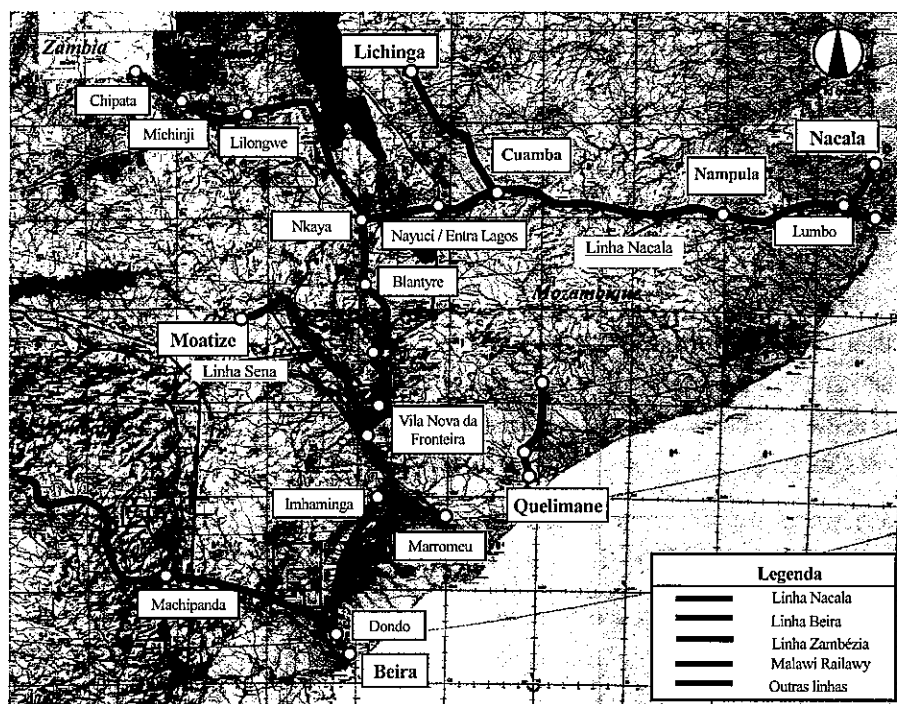 Zambia
Lichinga
Chipata
Michinji
Lilongwe
Cuamba
Nacala
Nampula
Nkaya
Nayuci / Entra Lagos
Lumbo
Linha Nacala
Blantyre
Mozambique
Moatize
Linha Sena
Vila Nova da
Fronteira
Imhaminga
Quelimane
Marromeu
Machipanda
Dondo
Beira
Legenda
Linha Nacala
Linha Beira
Linha Zambézia
Malawi Railawy
Outras linhas